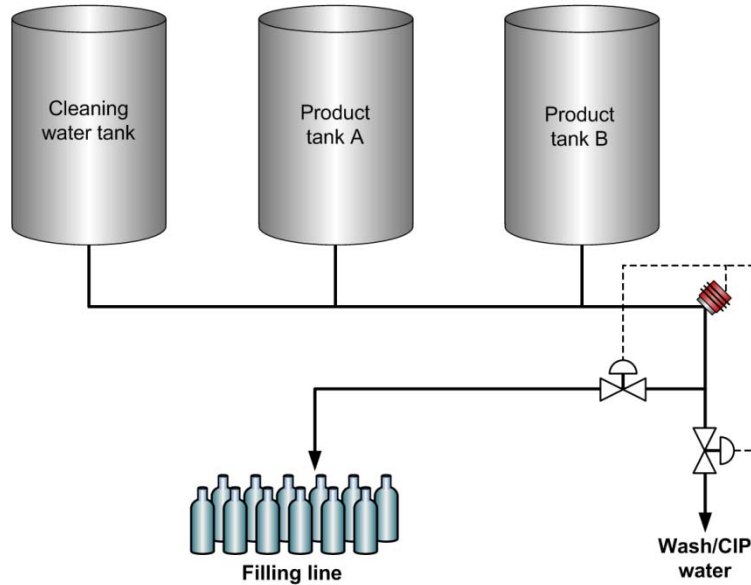 Cleaning
water tank
Product
tank A
Product
tank B
Filling line
Wash/CIP
water